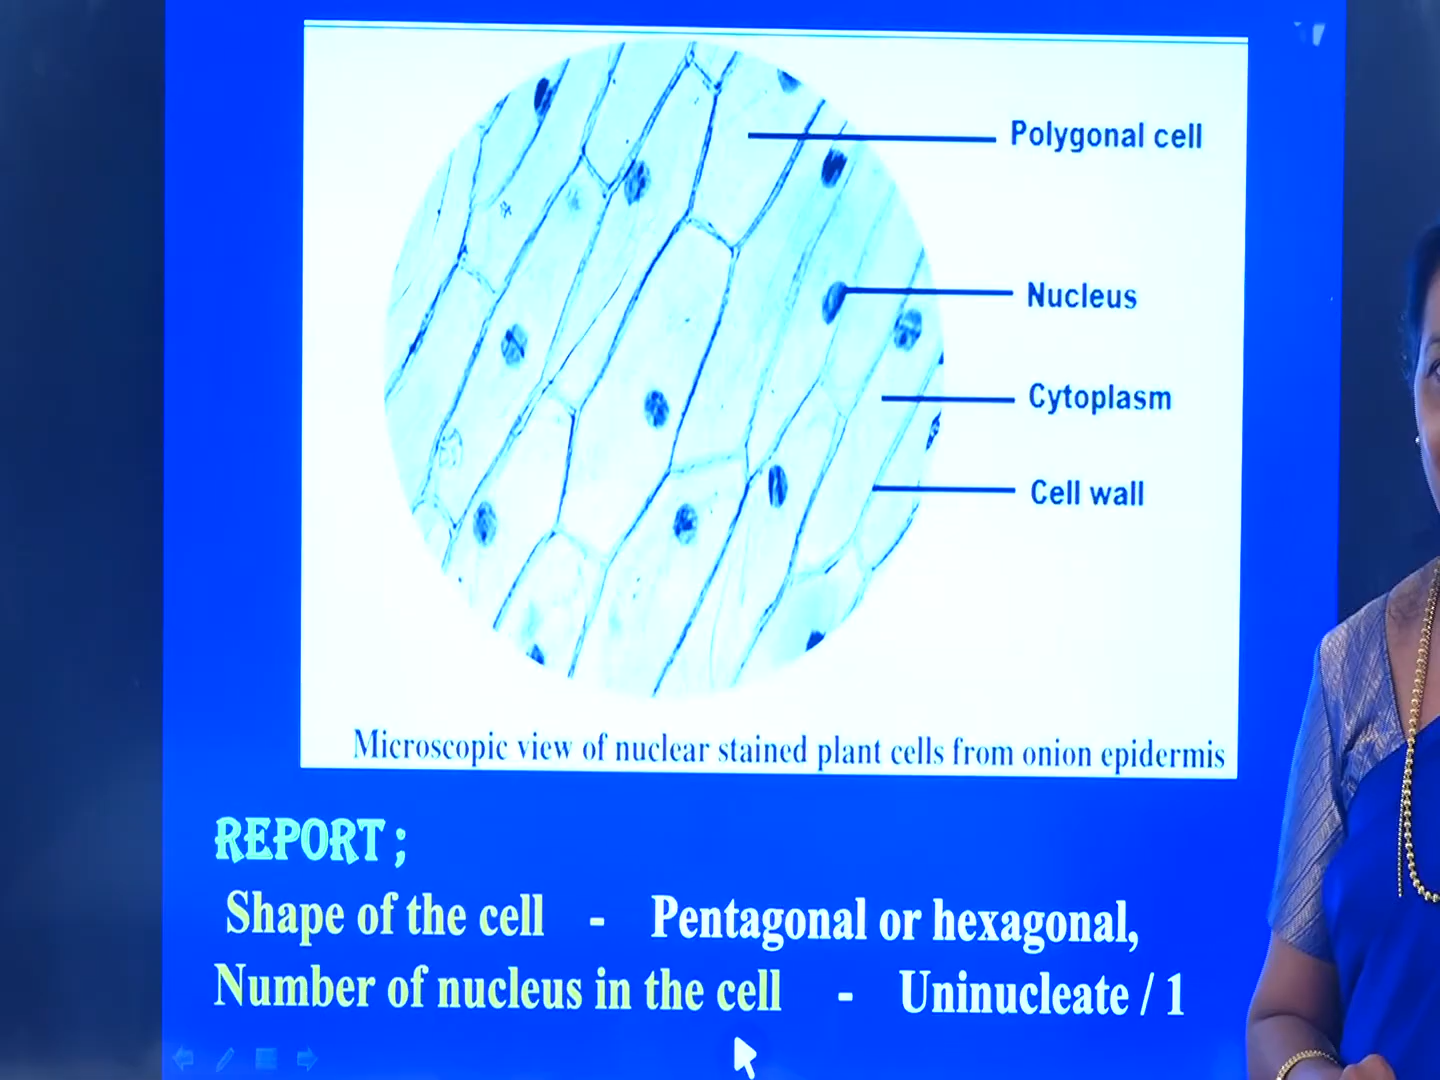 Polygonal cell
Nucleus
Cytoplasm
Cell wall
Microscopic view of nuclear stained plant cells from onion epidermis
REPORT;
Shape of the cell - Pentagonal or hexagonal,
Number of nucleus in the cell - Uninucleate / 1